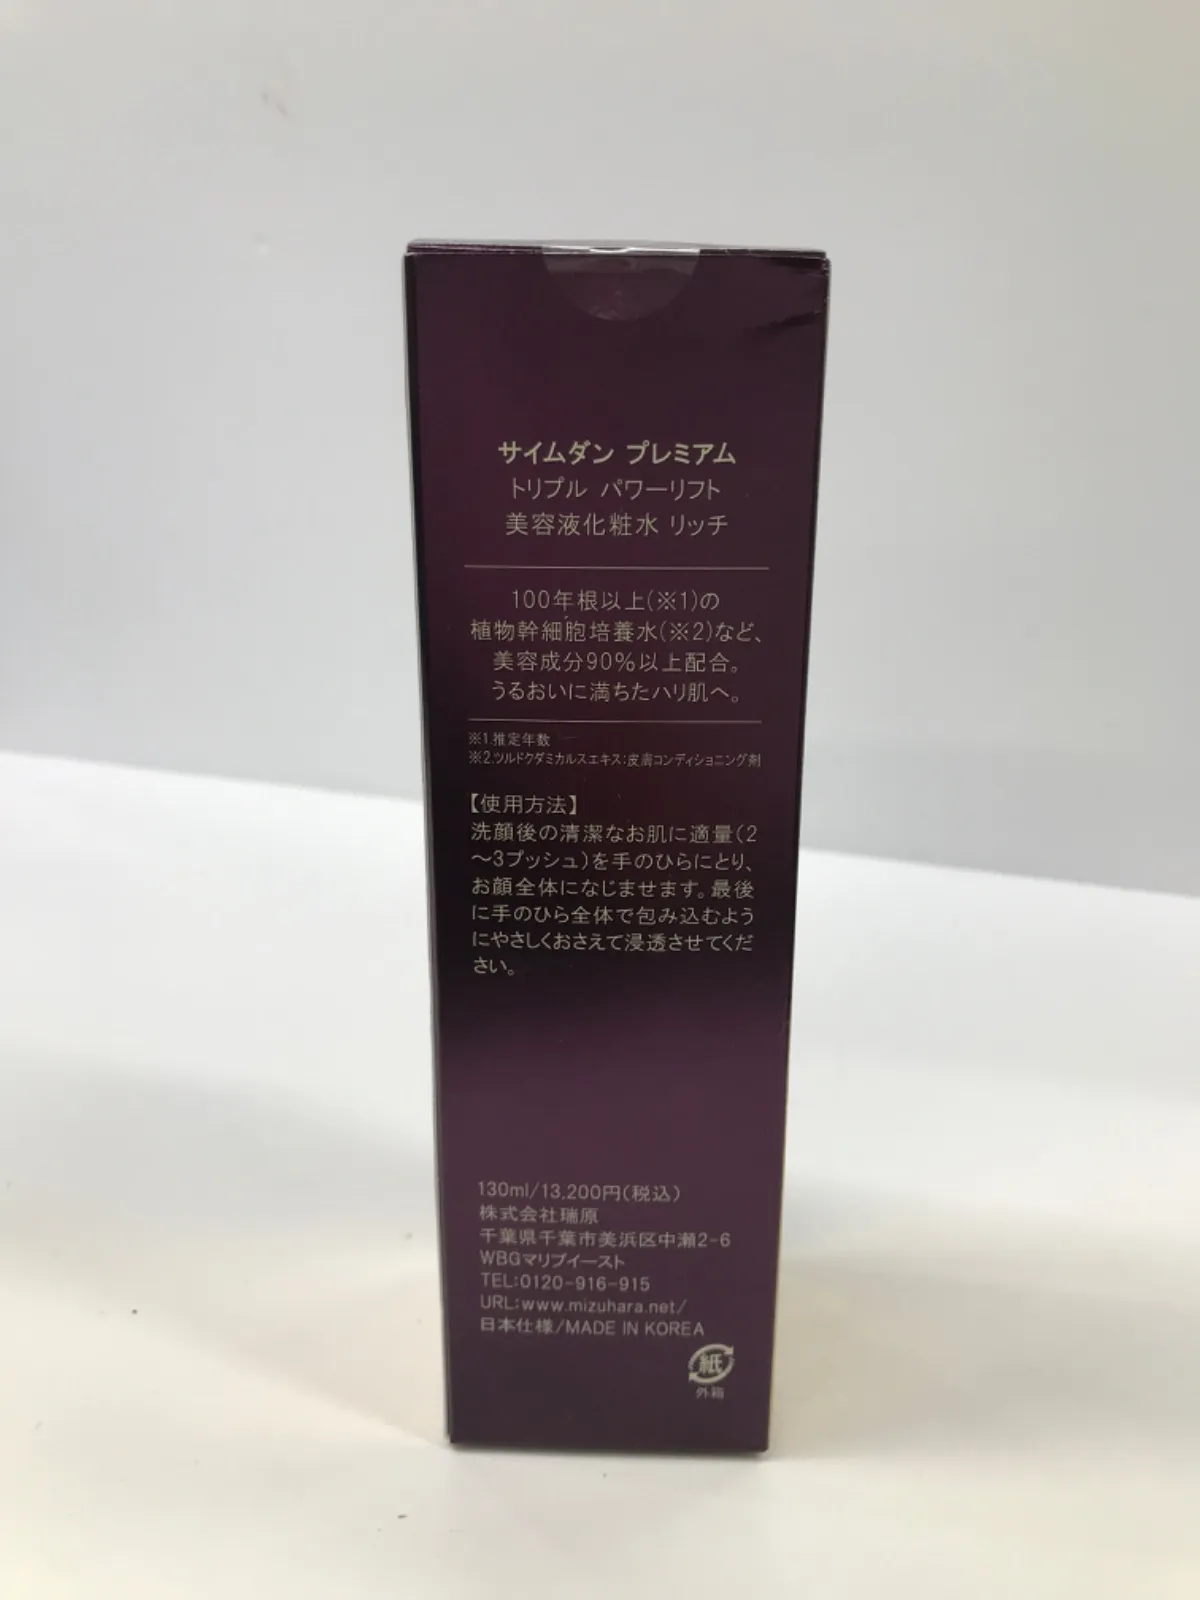 サイムダン プレミアム
トリプル パワーリフト
美容液化粧水 リッチ
100年根以上(※1)の
植物幹細胞培養水(※2)など、
美容成分90%以上配合。
うるおいに満ちたハリ肌へ。
※1.推定年数
※2.ツルドクダミカルスエキス:皮膚コンディショニング剤
【使用方法】
洗顔後の清潔なお肌に適量(2
～3プッシュ)を手のひらにとり、
お顔全体になじませます。最後
に手のひら全体で包み込むよう
にやさしくおさえて浸透させてくだ
さい。
130ml/13,200円(税込)
株式会社瑞原
千葉県千葉市美浜区中瀬2-6
WBGマリブイースト
TEL:0120-916-915
URL:www.mizuhara.net/
日本仕様/MADE IN KOREA
紙
外箱